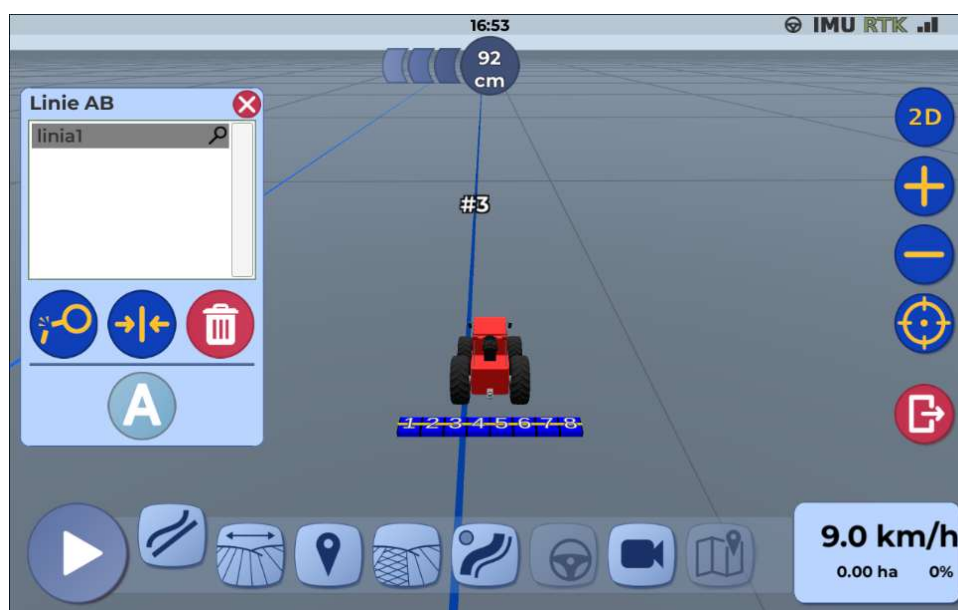 16:53
IMU RTK
92
cm
Linie AB
linia1
2D
#3
1 2 3 4 5 6 7 8
A
9.0 km/h
0.00 ha 0%